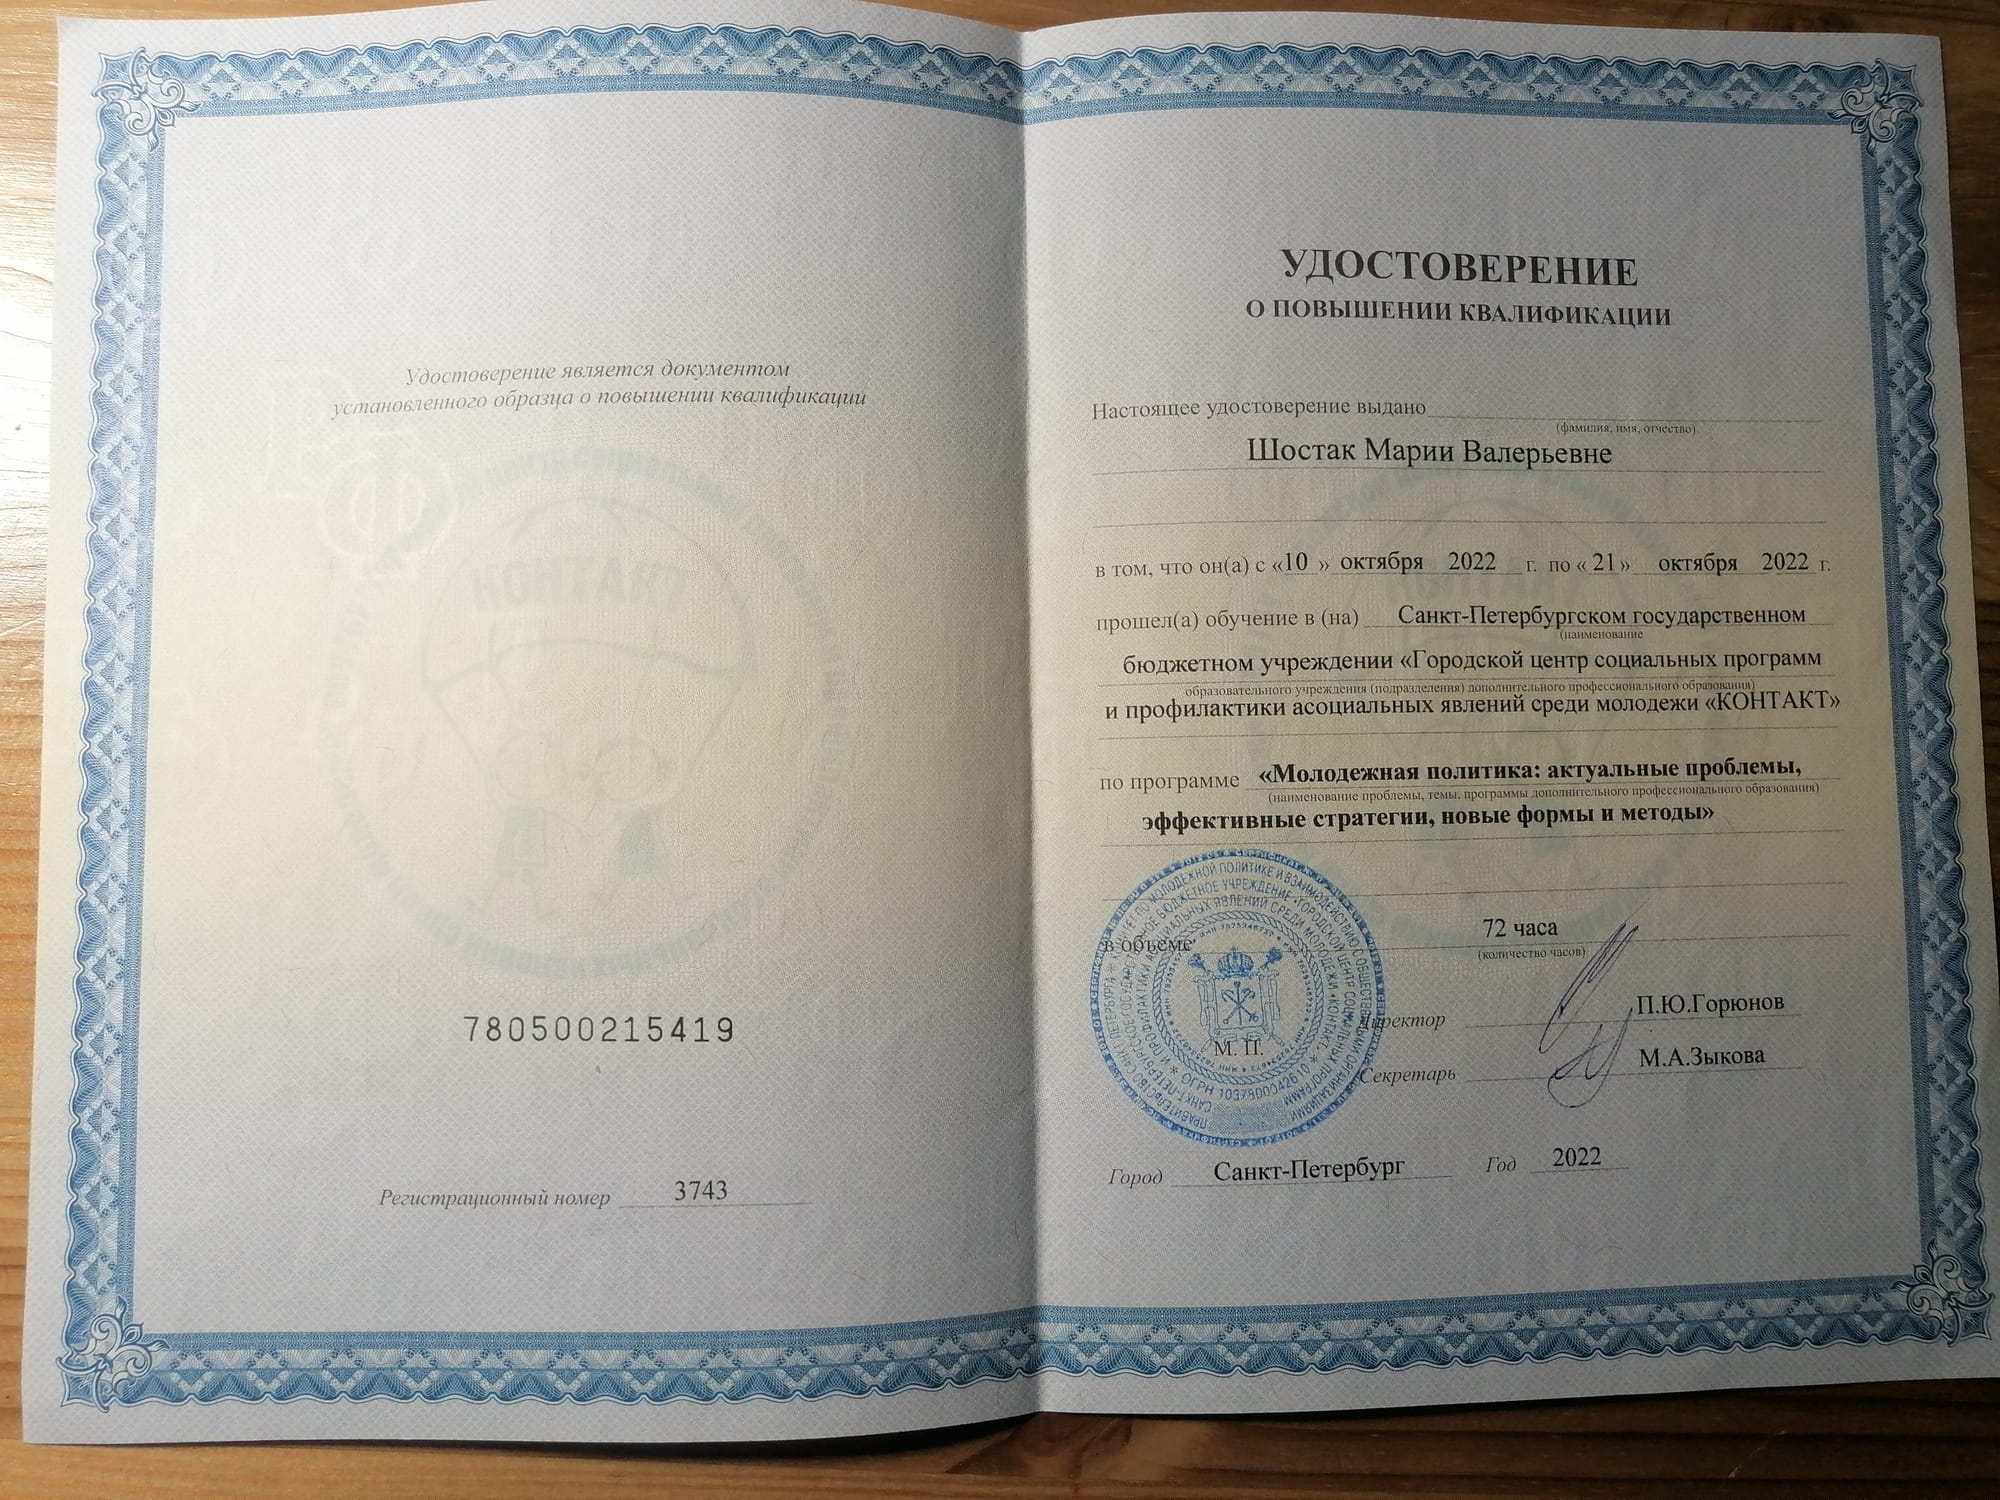 Удостоверение является документом
установленного образца о повышении квалификации
780500215419
Регистрационный номер 3743
УДОСТОВЕРЕНИЕ
О ПОВЫШЕНИИ КВАЛИФИКАЦИИ
Настоящее удостоверение выдано
(фамилия, имя, отчество)
Шостак Марии Валерьевне
в том, что он(а) с «10» октября 2022 г. по «21» октября 2022 г.
прошел(а) обучение в (на) Санкт-Петербургском государственном
(наименование
бюджетном учреждении «Городской центр социальных программ
образовательного учреждения (подразделения) дополнительного профессионального образования)
и профилактики асоциальных явлений среди молодежи «КОНТАКТ»
по программе «Молодежная политика: актуальные проблемы,
(наименование проблемы, темы, программы дополнительного профессионального образования)
эффективные стратегии, новые формы и методы»
в объеме 72 часа
(количество часов)
Директор П.Ю.Горюнов
М. П.
Секретарь М.А.Зыкова
Город Санкт-Петербург Год 2022